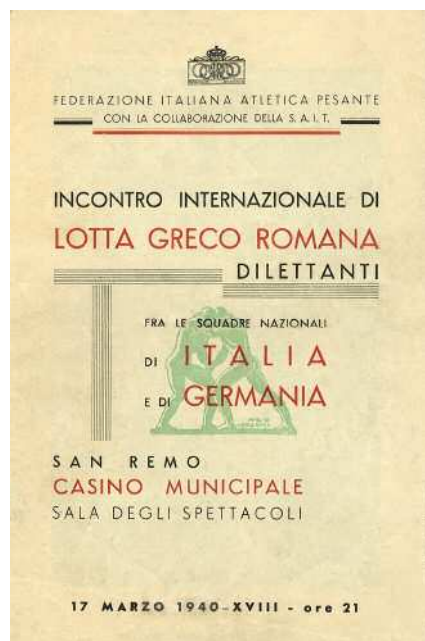 FEDERAZIONE ITALIANA ATLETICA PESANTE
CON LA COLLABORAZIONE DELLA S. A. I. T.
INCONTRO INTERNAZIONALE DI
LOTTA GRECO ROMANA
DILETTANTI
FRA LE SQUADRE NAZIONALI
DI ITALIA
E DI GERMANIA
SAN REMO
CASINO MUNICIPALE
SALA DEGLI SPETTACOLI
17 MARZO 1940-XVIII - ore 21